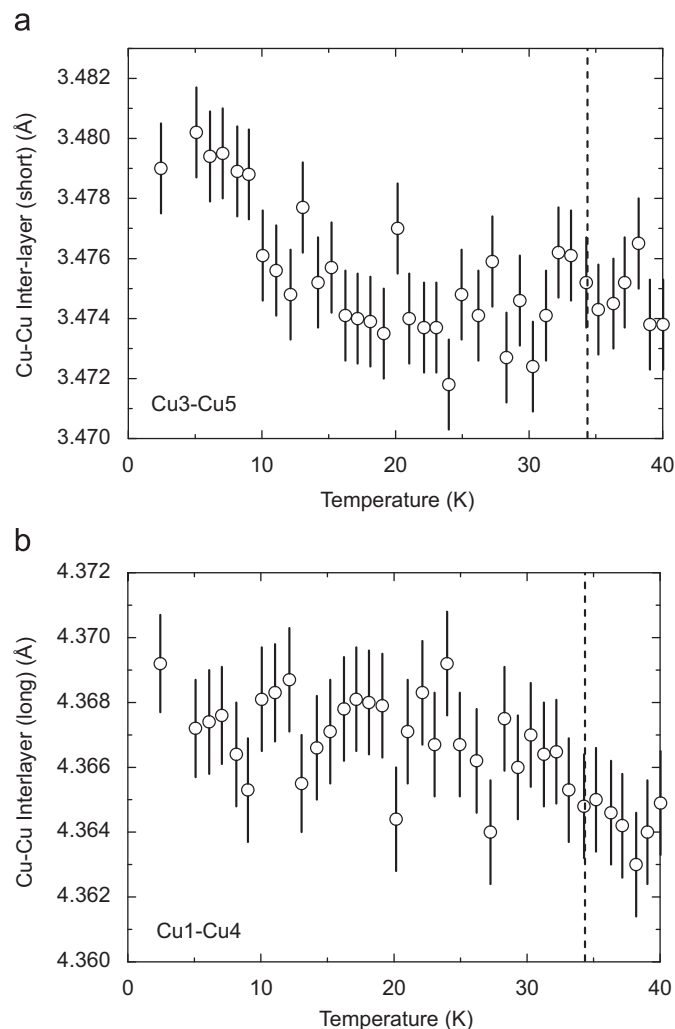 a
3.482
3.480
3.478
3.476
3.474
3.472
3.470
Cu-Cu Inter-layer (short) (Å)
Cu3-Cu5
0 10 20 30 40
Temperature (K)
b
4.372
4.370
4.368
4.366
4.364
4.362
4.360
Cu-Cu Interlayer (long) (Å)
Cu1-Cu4
0 10 20 30 40
Temperature (K)